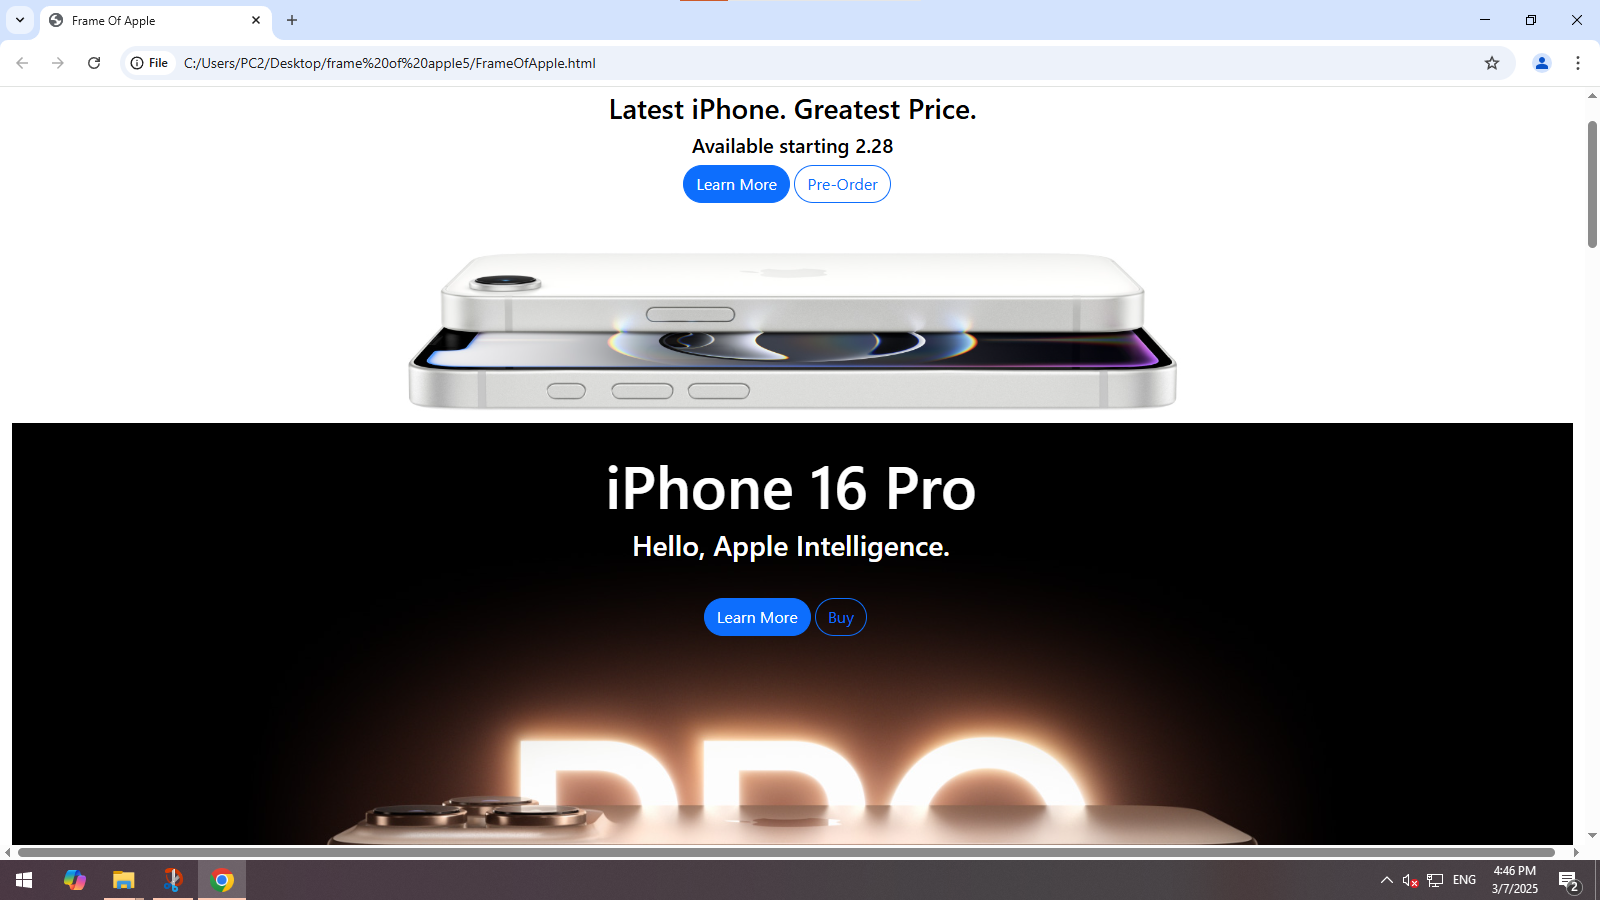 Frame Of Apple
File C:/Users/PC2/Desktop/frame%20of%20apple5/FrameOfApple.html
Latest iPhone. Greatest Price.
Available starting 2.28
Learn More Pre-Order
iPhone 16 Pro
Hello, Apple Intelligence.
Learn More Buy
PRO
ENG 4:46 PM
3/7/2025
2